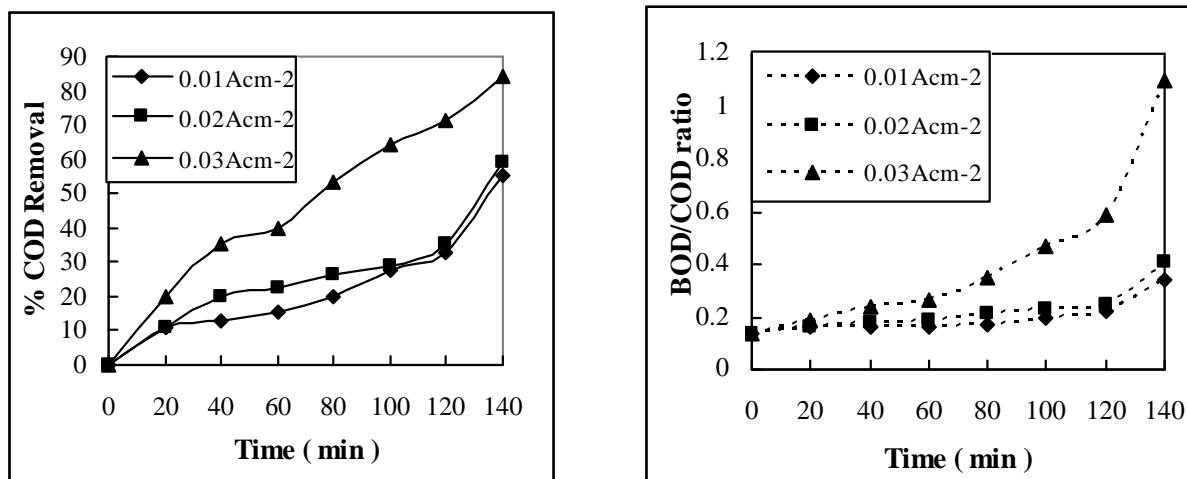 % COD Removal
90
80
70
60
50
40
30
20
10
0
0.01Acm-2
0.02Acm-2
0.03Acm-2
0 20 40 60 80 100 120 140
Time ( min )
BOD/COD ratio
1.2
1
0.8
0.6
0.4
0.2
0
0.01Acm-2
0.02Acm-2
0.03Acm-2
0 20 40 60 80 100 120 140
Time ( min )